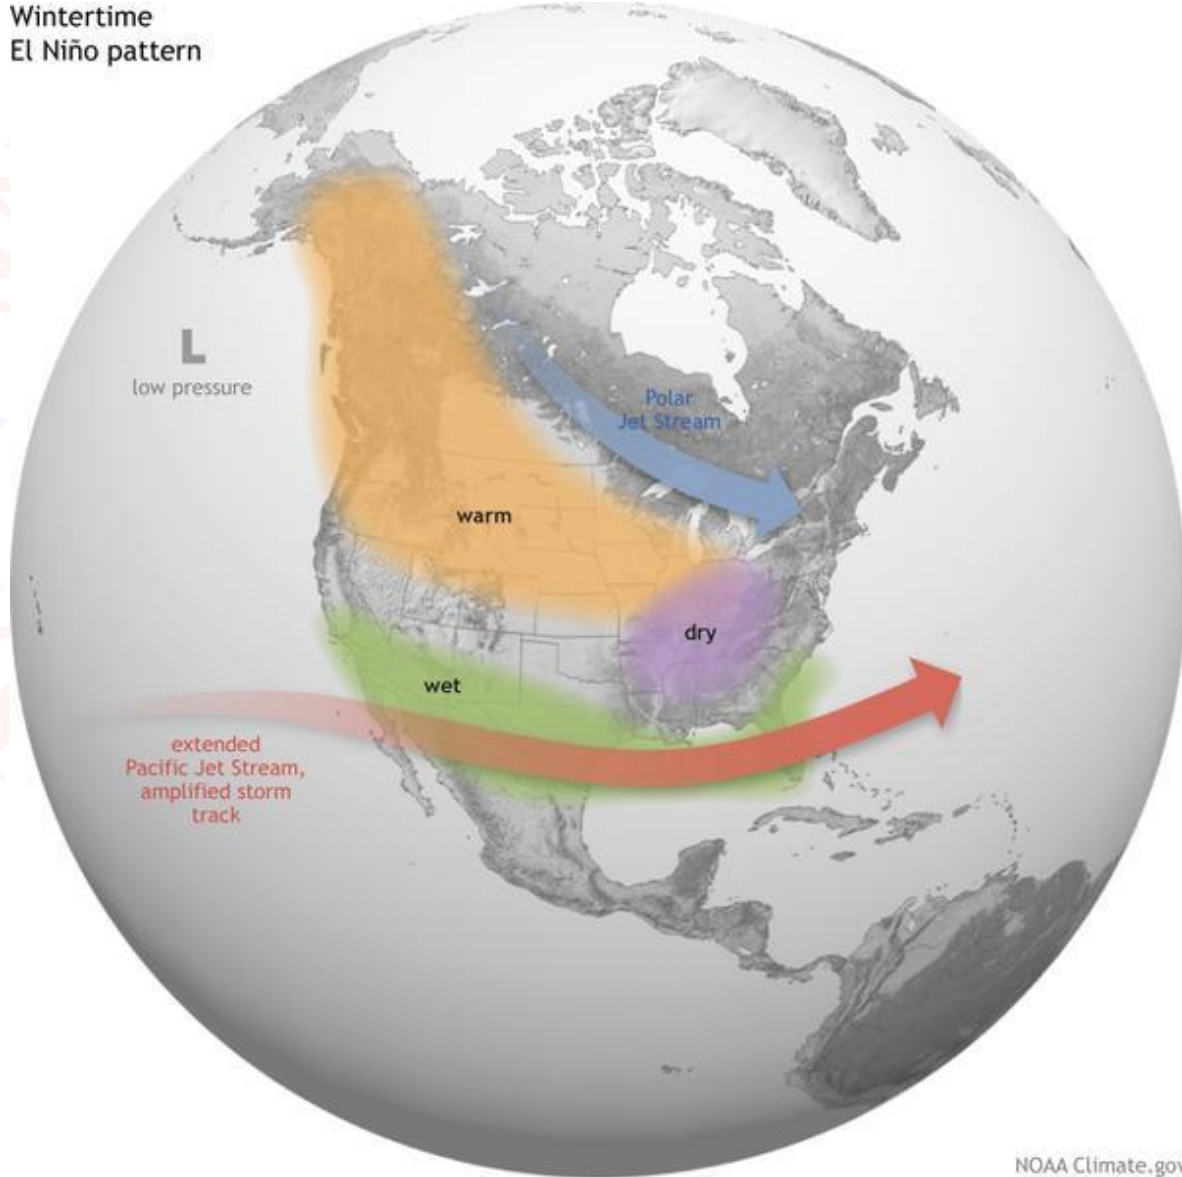 Wintertime
El Niño pattern
L
low pressure
Polar
Jet Stream
warm
dry
wet
extended
Pacific Jet Stream,
amplified storm
track
NOAA Climate.gov